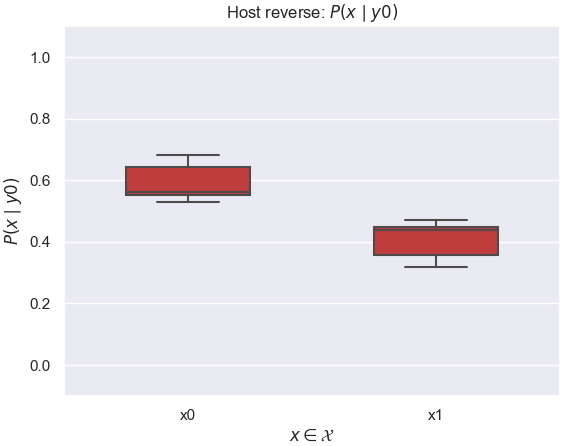 Host reverse: P(x | y0)
P(x | y0)
1.0
0.8
0.6
0.4
0.2
0.0
x0 x1
x ∈ 𝒳